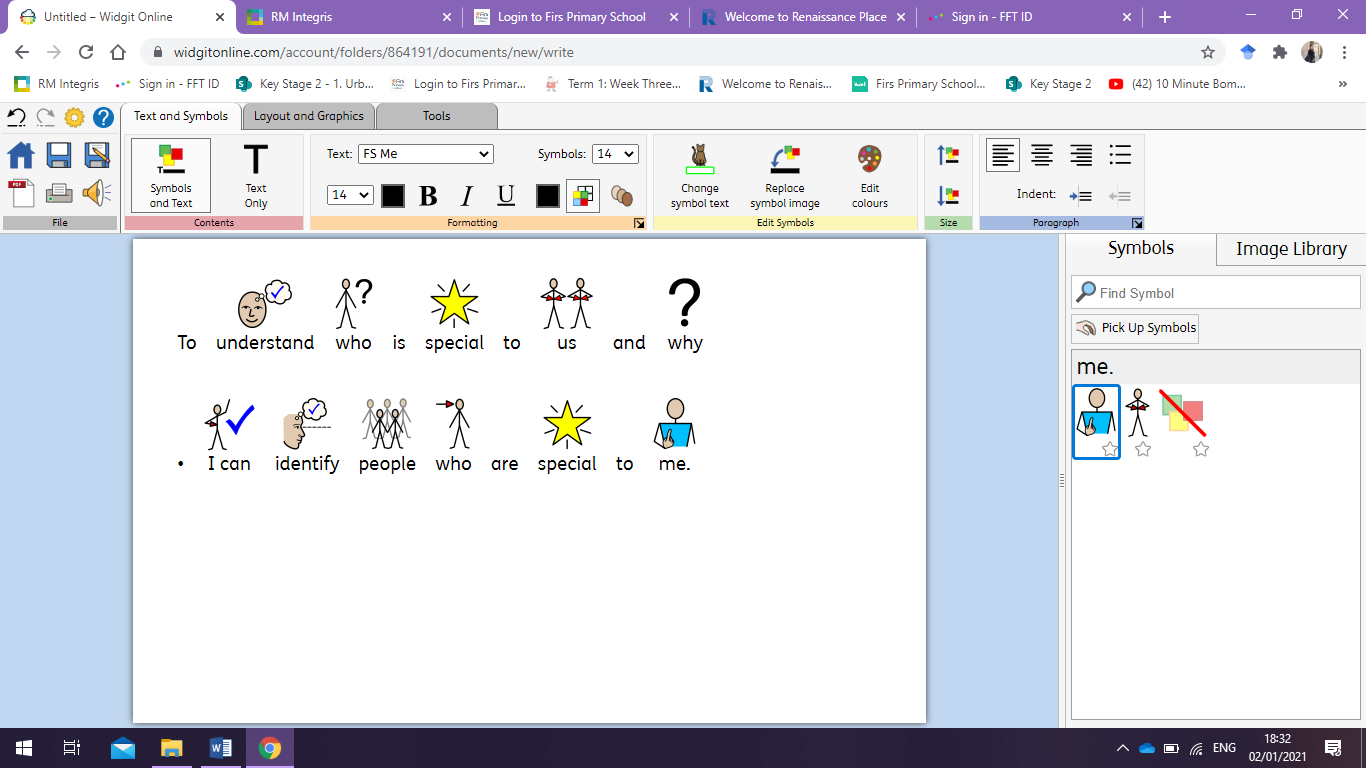 Untitled – Widgit Online
RM Integris
Login to Firs Primary School
Welcome to Renaissance Place
Sign in - FFT ID
widgitonline.com/account/folders/864191/documents/new/write
RM Integris
Sign in - FFT ID
Key Stage 2 - 1. Urb...
Login to Firs Primar...
Term 1: Week Three...
Welcome to Renais...
Firs Primary School...
Key Stage 2
(42) 10 Minute Bom...
Text and Symbols
Layout and Graphics
Tools
Symbols and Text
Text Only
Text: FS Me
Symbols: 14
14
B I U
Change symbol text
Replace symbol image
Edit colours
Indent:
PDF
File
Contents
Formatting
Edit Symbols
Size
Paragraph
To understand who is special to us and why
• I can identify people who are special to me.
Symbols
Image Library
Find Symbol
Pick Up Symbols
me.
ENG
18:32
02/01/2021